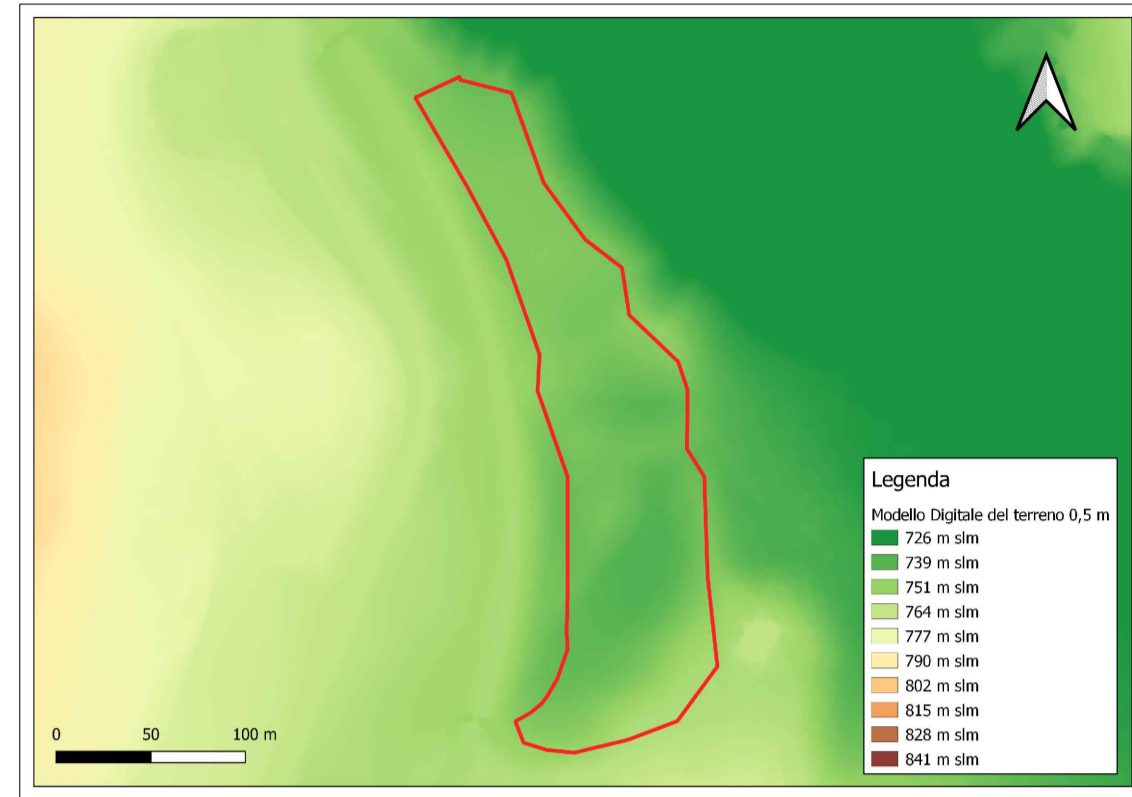 Legenda
Modello Digitale del terreno 0,5 m
726 m slm
739 m slm
751 m slm
764 m slm
777 m slm
790 m slm
802 m slm
815 m slm
828 m slm
841 m slm
0 50 100 m